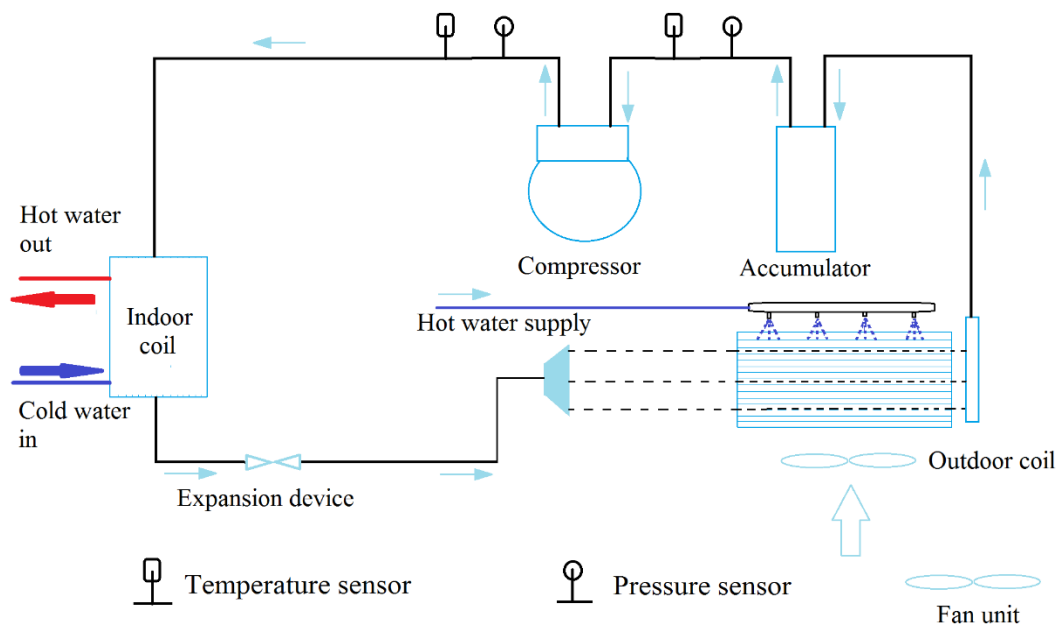 Hot water
out
Indoor
coil
Cold water
in
Compressor
Accumulator
Hot water supply
Expansion device
Outdoor coil
Temperature sensor
Pressure sensor
Fan unit